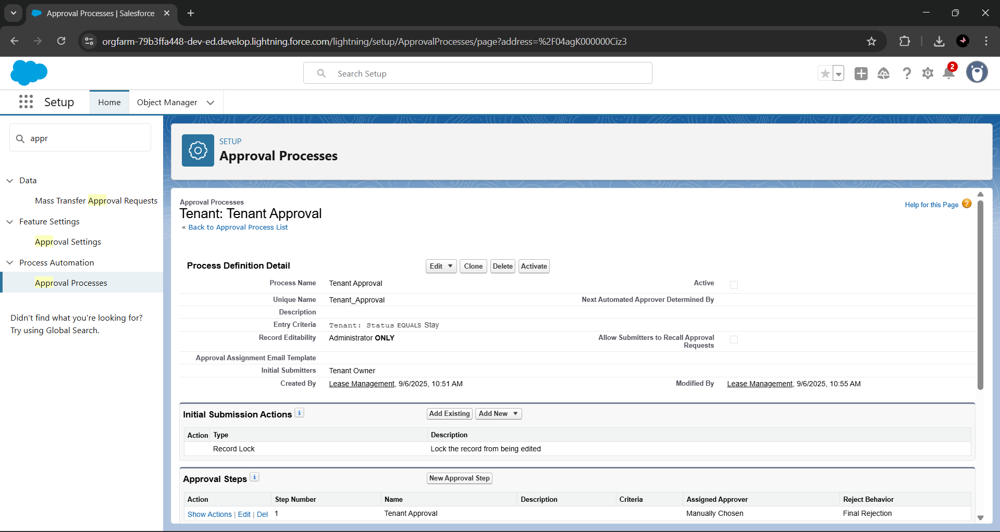 Approval Processes | Salesforce
orgfarm-79b3ffa448-dev-ed.develop.lightning.force.com/lightning/setup/ApprovalProcesses/page?address=%2F04agK000000Ciz3
Search Setup
2
Setup
Home
Object Manager
appr
Data
Mass Transfer Approval Requests
Feature Settings
Approval Settings
Process Automation
Approval Processes
Didn't find what you're looking for?
Try using Global Search.
SETUP
Approval Processes
Approval Processes
Tenant: Tenant Approval
« Back to Approval Process List
Help for this Page ?
Process Definition Detail
Edit Clone Delete Activate
Process Name Tenant Approval Active
Unique Name Tenant_Approval Next Automated Approver Determined By
Description
Entry Criteria Tenant: Status EQUALS Stay
Record Editability Administrator ONLY Allow Submitters to Recall Approval
Requests
Approval Assignment Email Template
Initial Submitters Tenant Owner
Created By Lease Management, 9/6/2025, 10:51 AM Modified By Lease Management, 9/6/2025, 10:55 AM
Initial Submission Actions i Add Existing Add New
Action Type Description
Record Lock Lock the record from being edited
Approval Steps i New Approval Step
Action Step Number Name Description Criteria Assigned Approver Reject Behavior
Show Actions | Edit | Del 1 Tenant Approval Manually Chosen Final Rejection